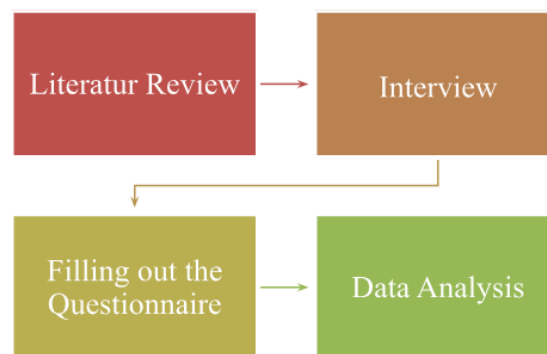 Literatur Review
Interview
Filling out the
Questionnaire
Data Analysis